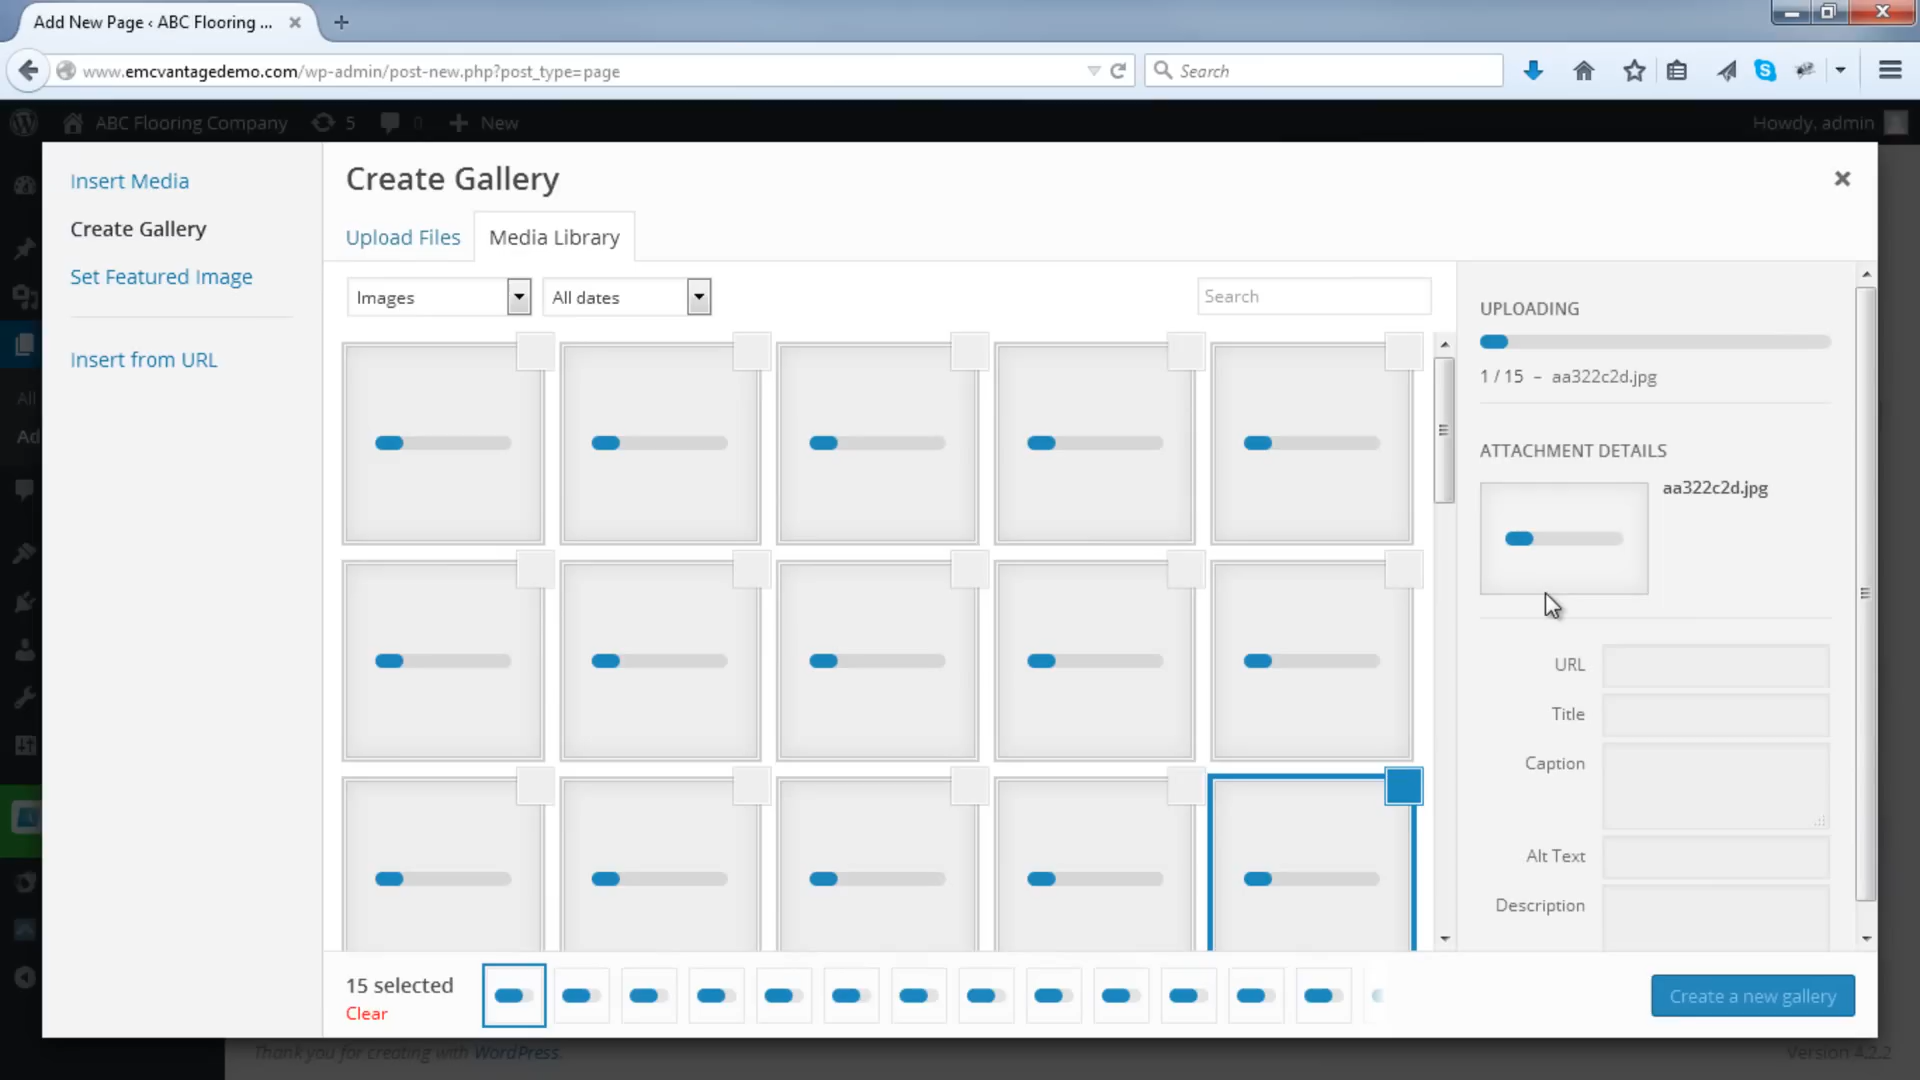 Add New Page ‹ ABC Flooring ...
www.emcvantagedemo.com/wp-admin/post-new.php?post_type=page
Search
ABC Flooring Company 5 0 New
Howdy, admin
Insert Media
Create Gallery
Set Featured Image
Insert from URL
Create Gallery
Upload Files
Media Library
Images
All dates
Search
UPLOADING
1 / 15 – aa322c2d.jpg
ATTACHMENT DETAILS
aa322c2d.jpg
URL
Title
Caption
Alt Text
Description
All
Ad
15 selected
Clear
Create a new gallery
Thank you for creating with WordPress.
Version 4.2.2